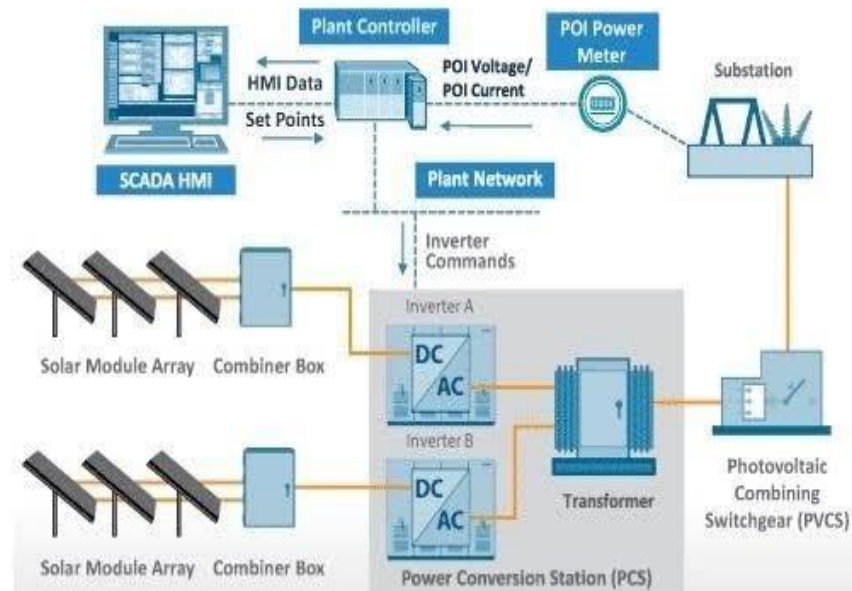 Plant Controller
POI Power
Meter
Substation
HMI Data
POI Voltage/
POI Current
Set Points
SCADA HMI
Plant Network
Inverter
Commands
Inverter A
DC
AC
Solar Module Array
Combiner Box
Inverter B
DC
AC
Transformer
Photovoltaic
Combining
Switchgear (PVCS)
Solar Module Array
Combiner Box
Power Conversion Station (PCS)